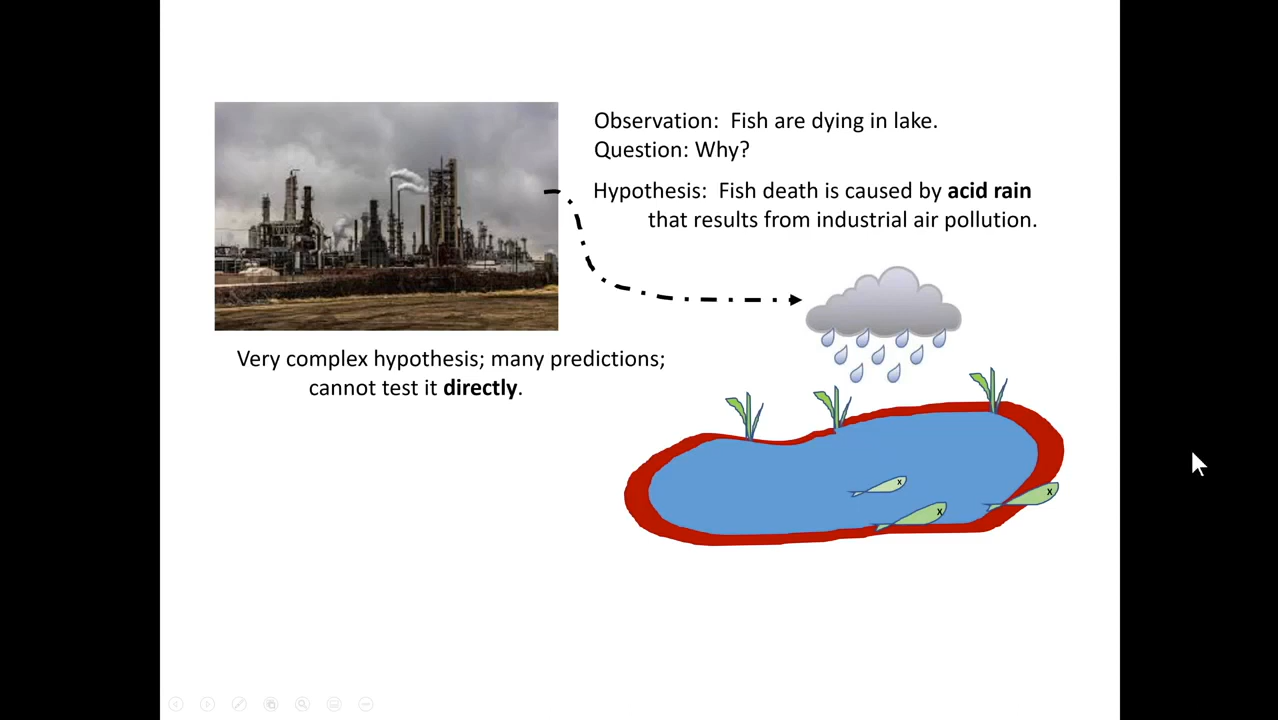 Observation: Fish are dying in lake.
Question: Why?
Hypothesis: Fish death is caused by acid rain
that results from industrial air pollution.
Very complex hypothesis; many predictions;
cannot test it directly.
x
x
x